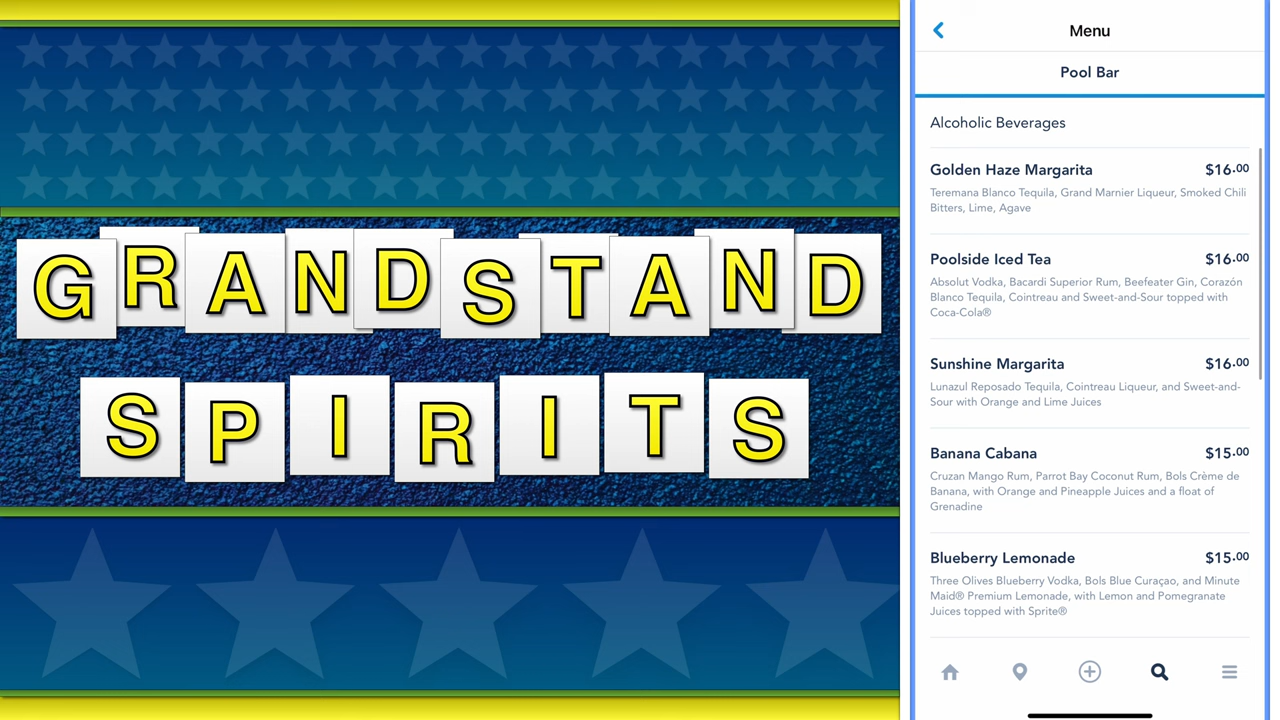 GRANDSTAND
SPIRITS
Menu
Pool Bar
Alcoholic Beverages
Golden Haze Margarita $16.00
Teremana Blanco Tequila, Grand Marnier Liqueur, Smoked Chili
Bitters, Lime, Agave
Poolside Iced Tea $16.00
Absolut Vodka, Bacardi Superior Rum, Beefeater Gin, Corazón
Blanco Tequila, Cointreau and Sweet-and-Sour topped with
Coca-Cola®
Sunshine Margarita $16.00
Lunazul Reposado Tequila, Cointreau Liqueur, and Sweet-and-
Sour with Orange and Lime Juices
Banana Cabana $15.00
Cruzan Mango Rum, Parrot Bay Coconut Rum, Bols Crème de
Banana, with Orange and Pineapple Juices and a float of
Grenadine
Blueberry Lemonade $15.00
Three Olives Blueberry Vodka, Bols Blue Curaçao, and Minute
Maid® Premium Lemonade, with Lemon and Pomegranate
Juices topped with Sprite®